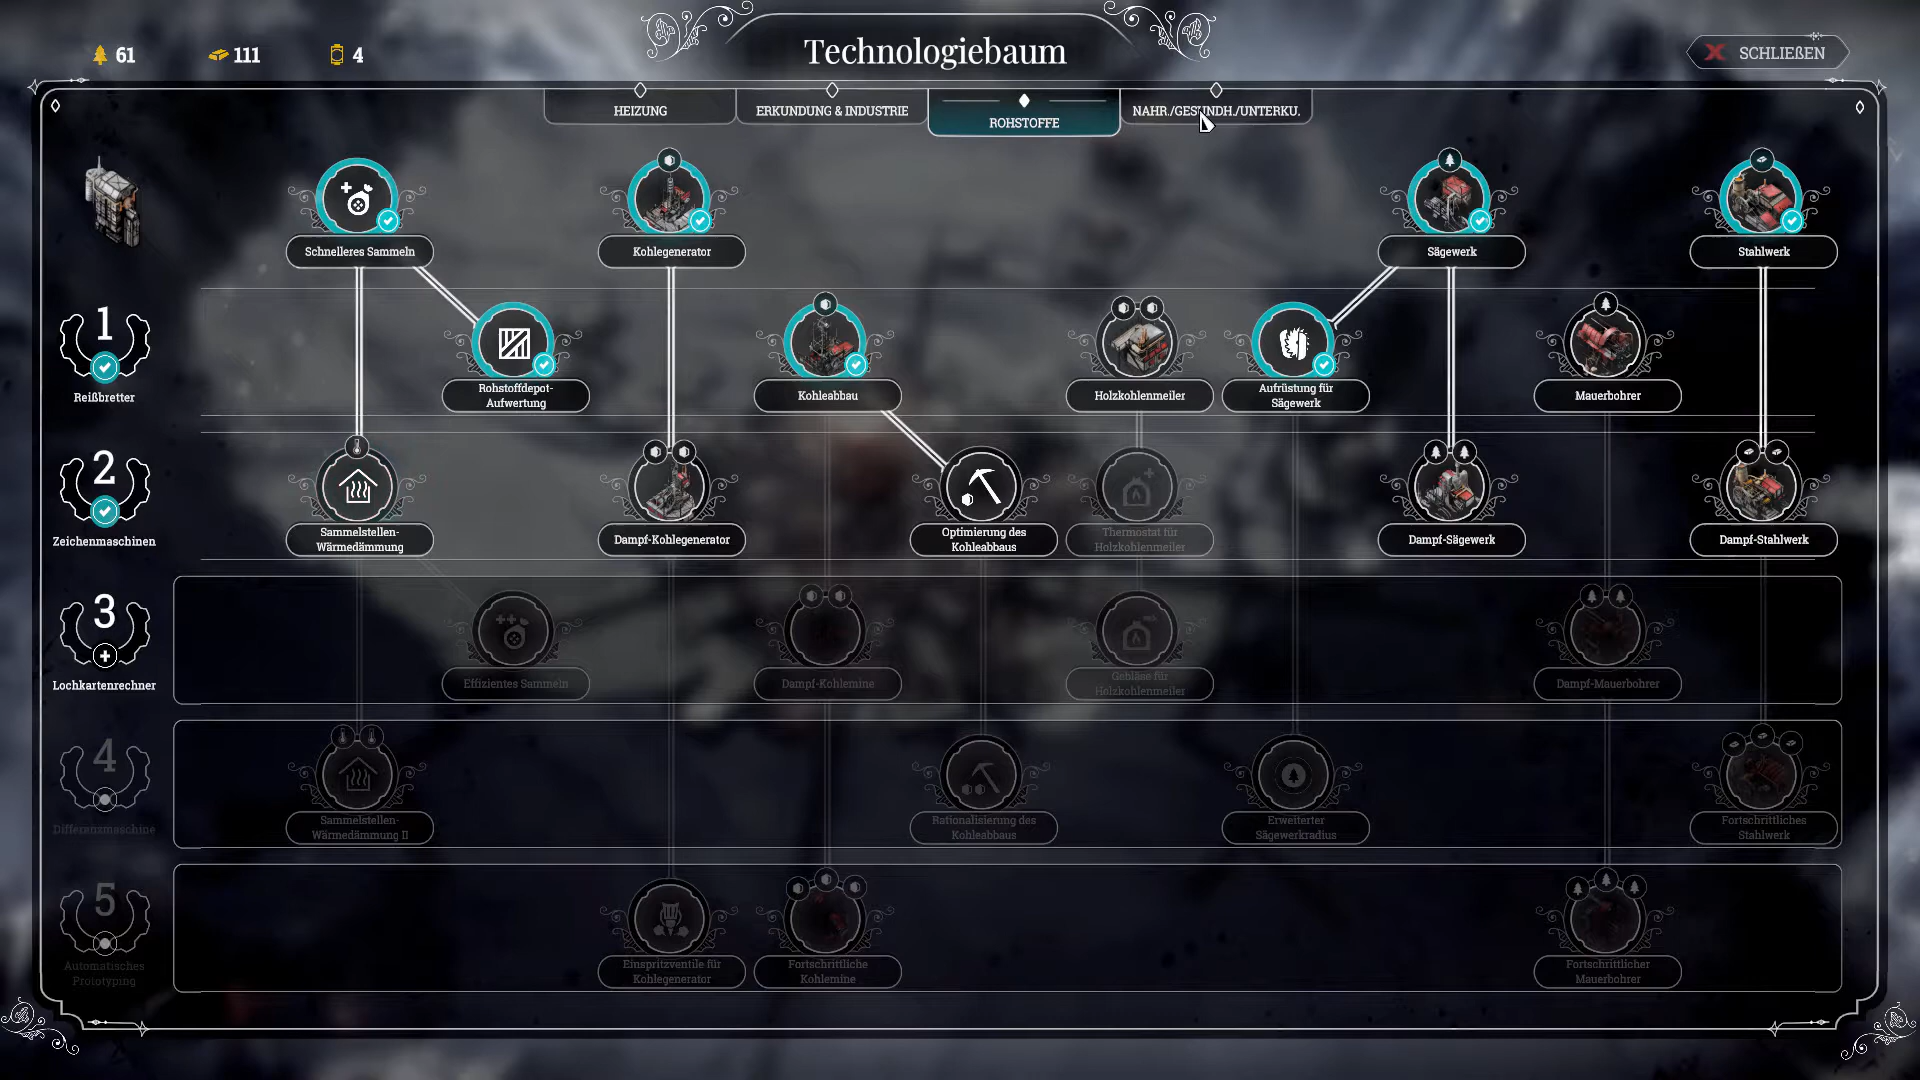 61
111
4
Technologiebaum
SCHLIEẞEN
HEIZUNG
ERKUNDUNG & INDUSTRIE
ROHSTOFFE
NAHR./GESUNDH./UNTERKU.
Schnelleres Sammeln
Kohlegenerator
Sägewerk
Stahlwerk
1
Reißbretter
Rohstoffdepot-
Aufwertung
Kohleabbau
Holzkohlenmeiler
Aufrüstung für
Sägewerk
Mauerbohrer
2
Zeichenmaschinen
Sammelstellen-
Wärmedämmung
Dampf-Kohlegenerator
Optimierung des
Kohleabbaus
Thermostat für
Holzkohlenmeiler
Dampf-Sägewerk
Dampf-Stahlwerk
3
Lochkartenrechner
Effizientes Sammeln
Dampf-Kohlemine
Gebläse für
Holzkohlenmeiler
Dampf-Mauerbohrer
4
Differenzmaschine
Sammelstellen-
Wärmedämmung II
Rationalisierung des
Kohleabbaus
Erweiterter
Sägewerkradius
Fortschrittliches
Stahlwerk
5
Automatisches
Prototyping
Einspritzventile für
Kohlegenerator
Fortschrittliche
Kohlemine
Fortschrittlicher
Mauerbohrer